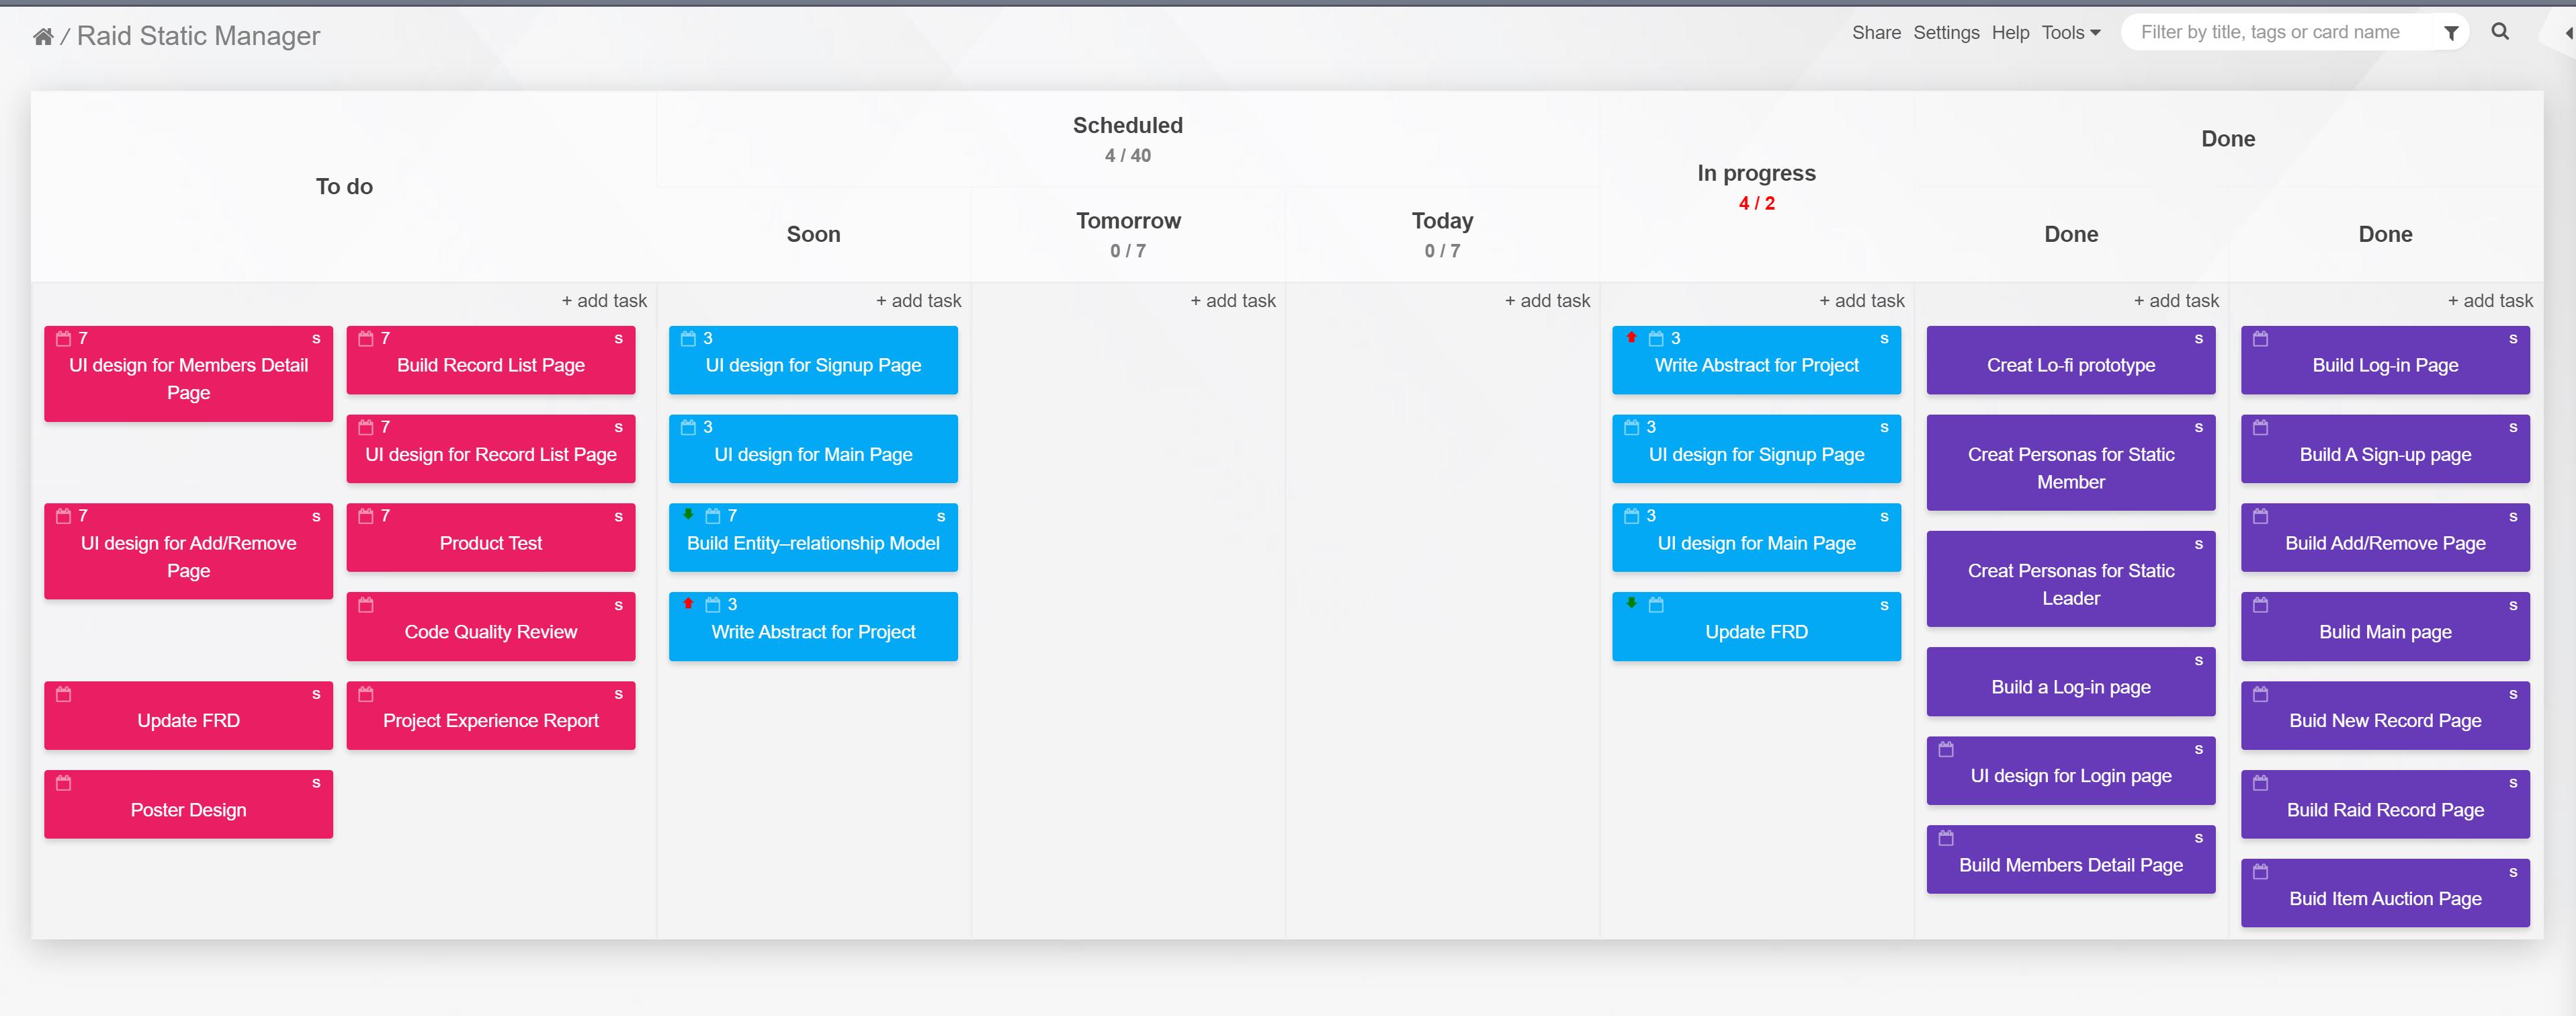 / Raid Static Manager
Share Settings Help Tools
Filter by title, tags or card name
To do
Scheduled
4 / 40
Soon
Tomorrow
0 / 7
Today
0 / 7
In progress
4 / 2
Done
Done
Done
+ add task
+ add task
+ add task
+ add task
+ add task
+ add task
+ add task
7 s
UI design for Members Detail
Page
7 s
UI design for Add/Remove
Page
s
Update FRD
s
Poster Design
7 s
Build Record List Page
7 s
UI design for Record List Page
7 s
Product Test
s
Code Quality Review
s
Project Experience Report
3
UI design for Signup Page
3
UI design for Main Page
7 s
Build Entity–relationship Model
3
Write Abstract for Project
3 s
Write Abstract for Project
3 s
UI design for Signup Page
3 s
UI design for Main Page
s
Update FRD
s
Creat Lo-fi prototype
s
Creat Personas for Static
Member
s
Creat Personas for Static
Leader
s
Build a Log-in page
s
UI design for Login page
s
Build Members Detail Page
s
Build Log-in Page
s
Build A Sign-up page
s
Build Add/Remove Page
s
Bulid Main page
s
Buid New Record Page
s
Build Raid Record Page
s
Buid Item Auction Page